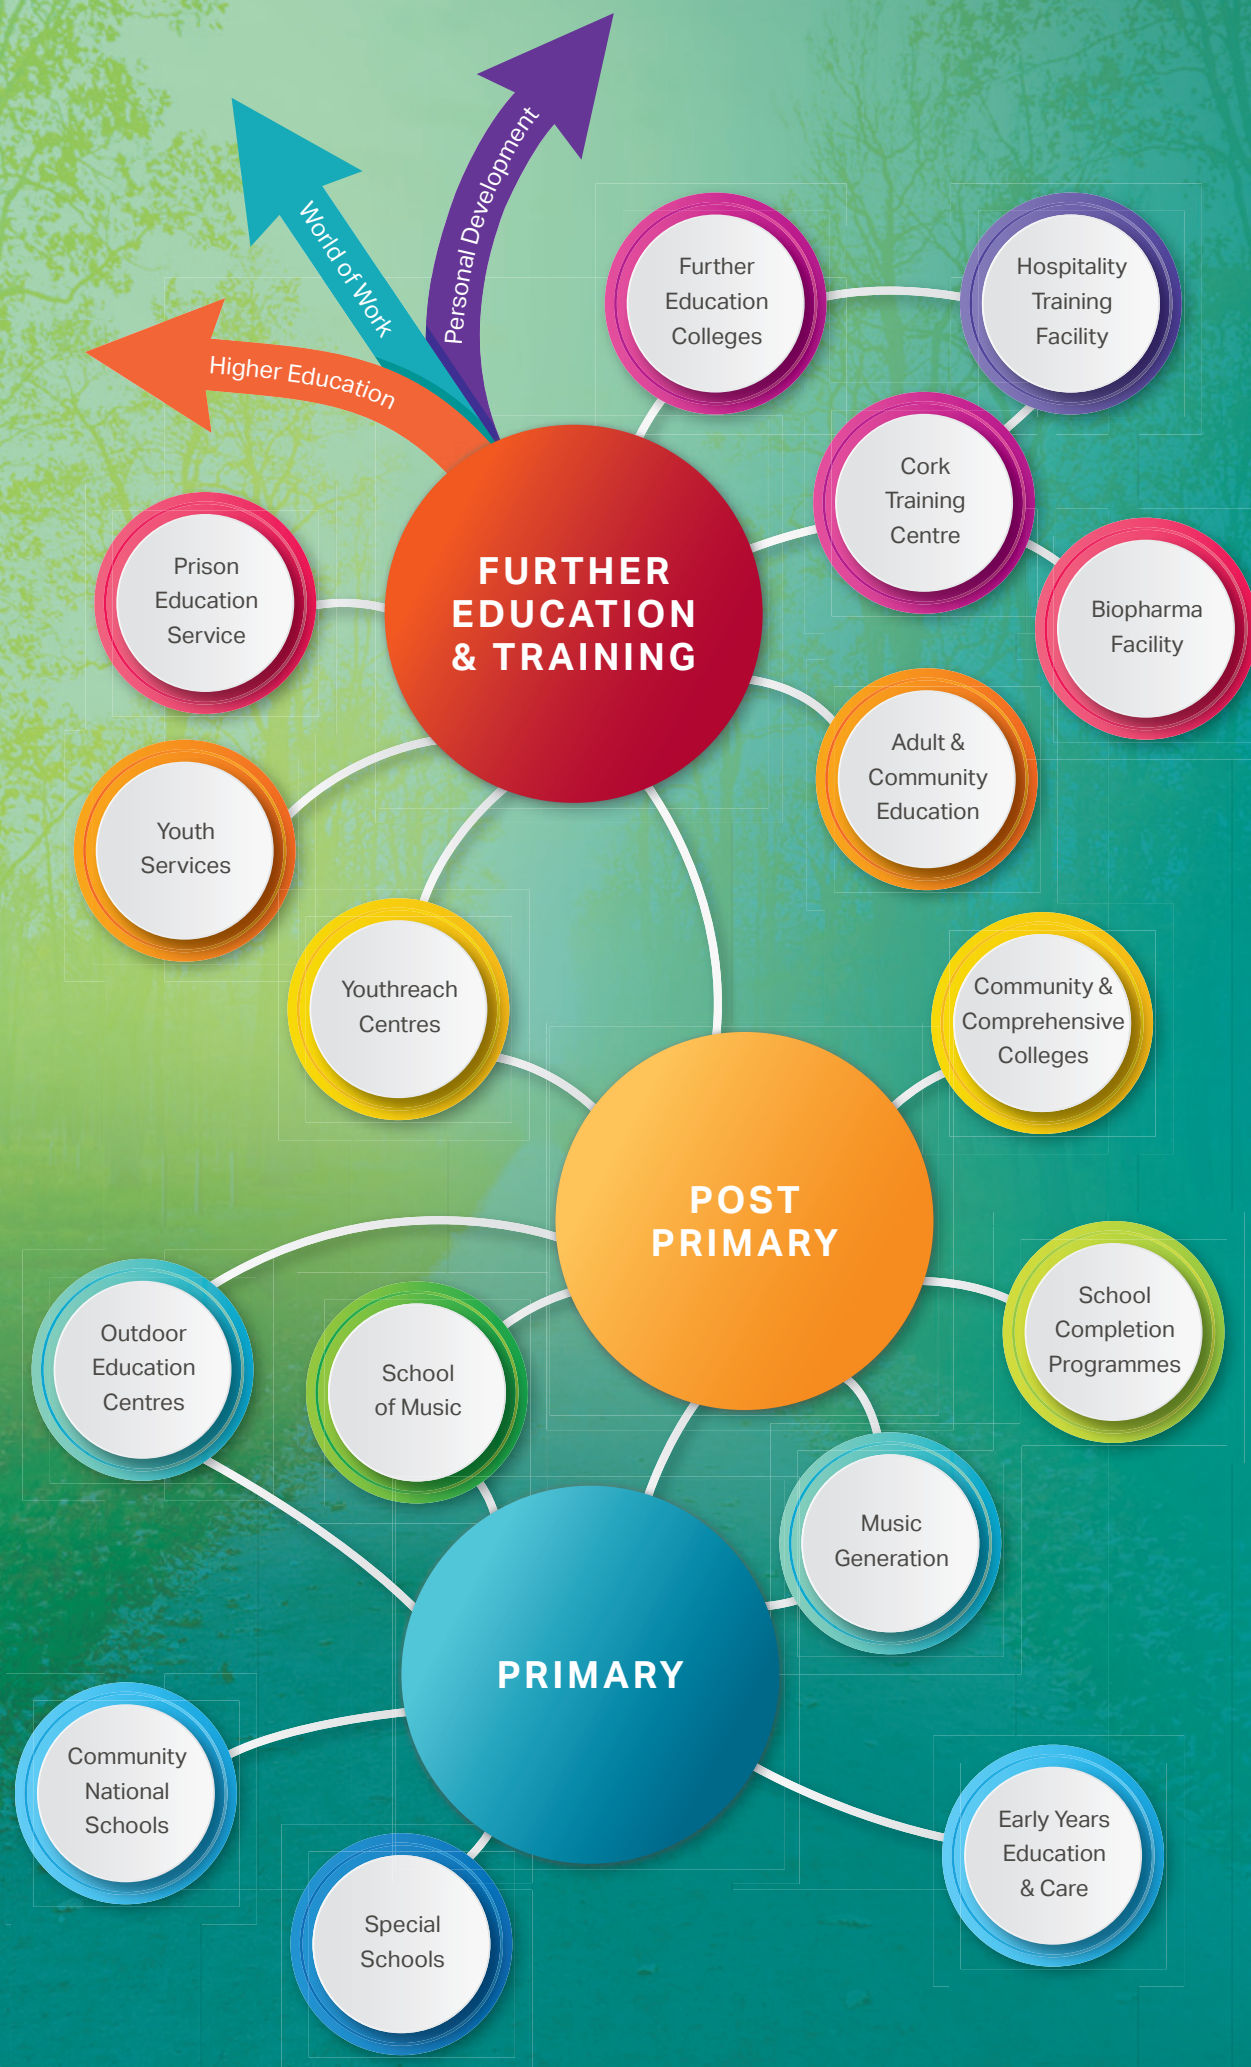 Personal Development
World of Work
Higher Education
Further
Education
Colleges
Hospitality
Training
Facility
Cork
Training
Centre
Prison
Education
Service
FURTHER
EDUCATION
& TRAINING
Biopharma
Facility
Adult &
Community
Education
Youth
Services
Youthreach
Centres
Community &
Comprehensive
Colleges
POST
PRIMARY
Outdoor
Education
Centres
School
of Music
School
Completion
Programmes
Music
Generation
PRIMARY
Community
National
Schools
Early Years
Education
& Care
Special
Schools